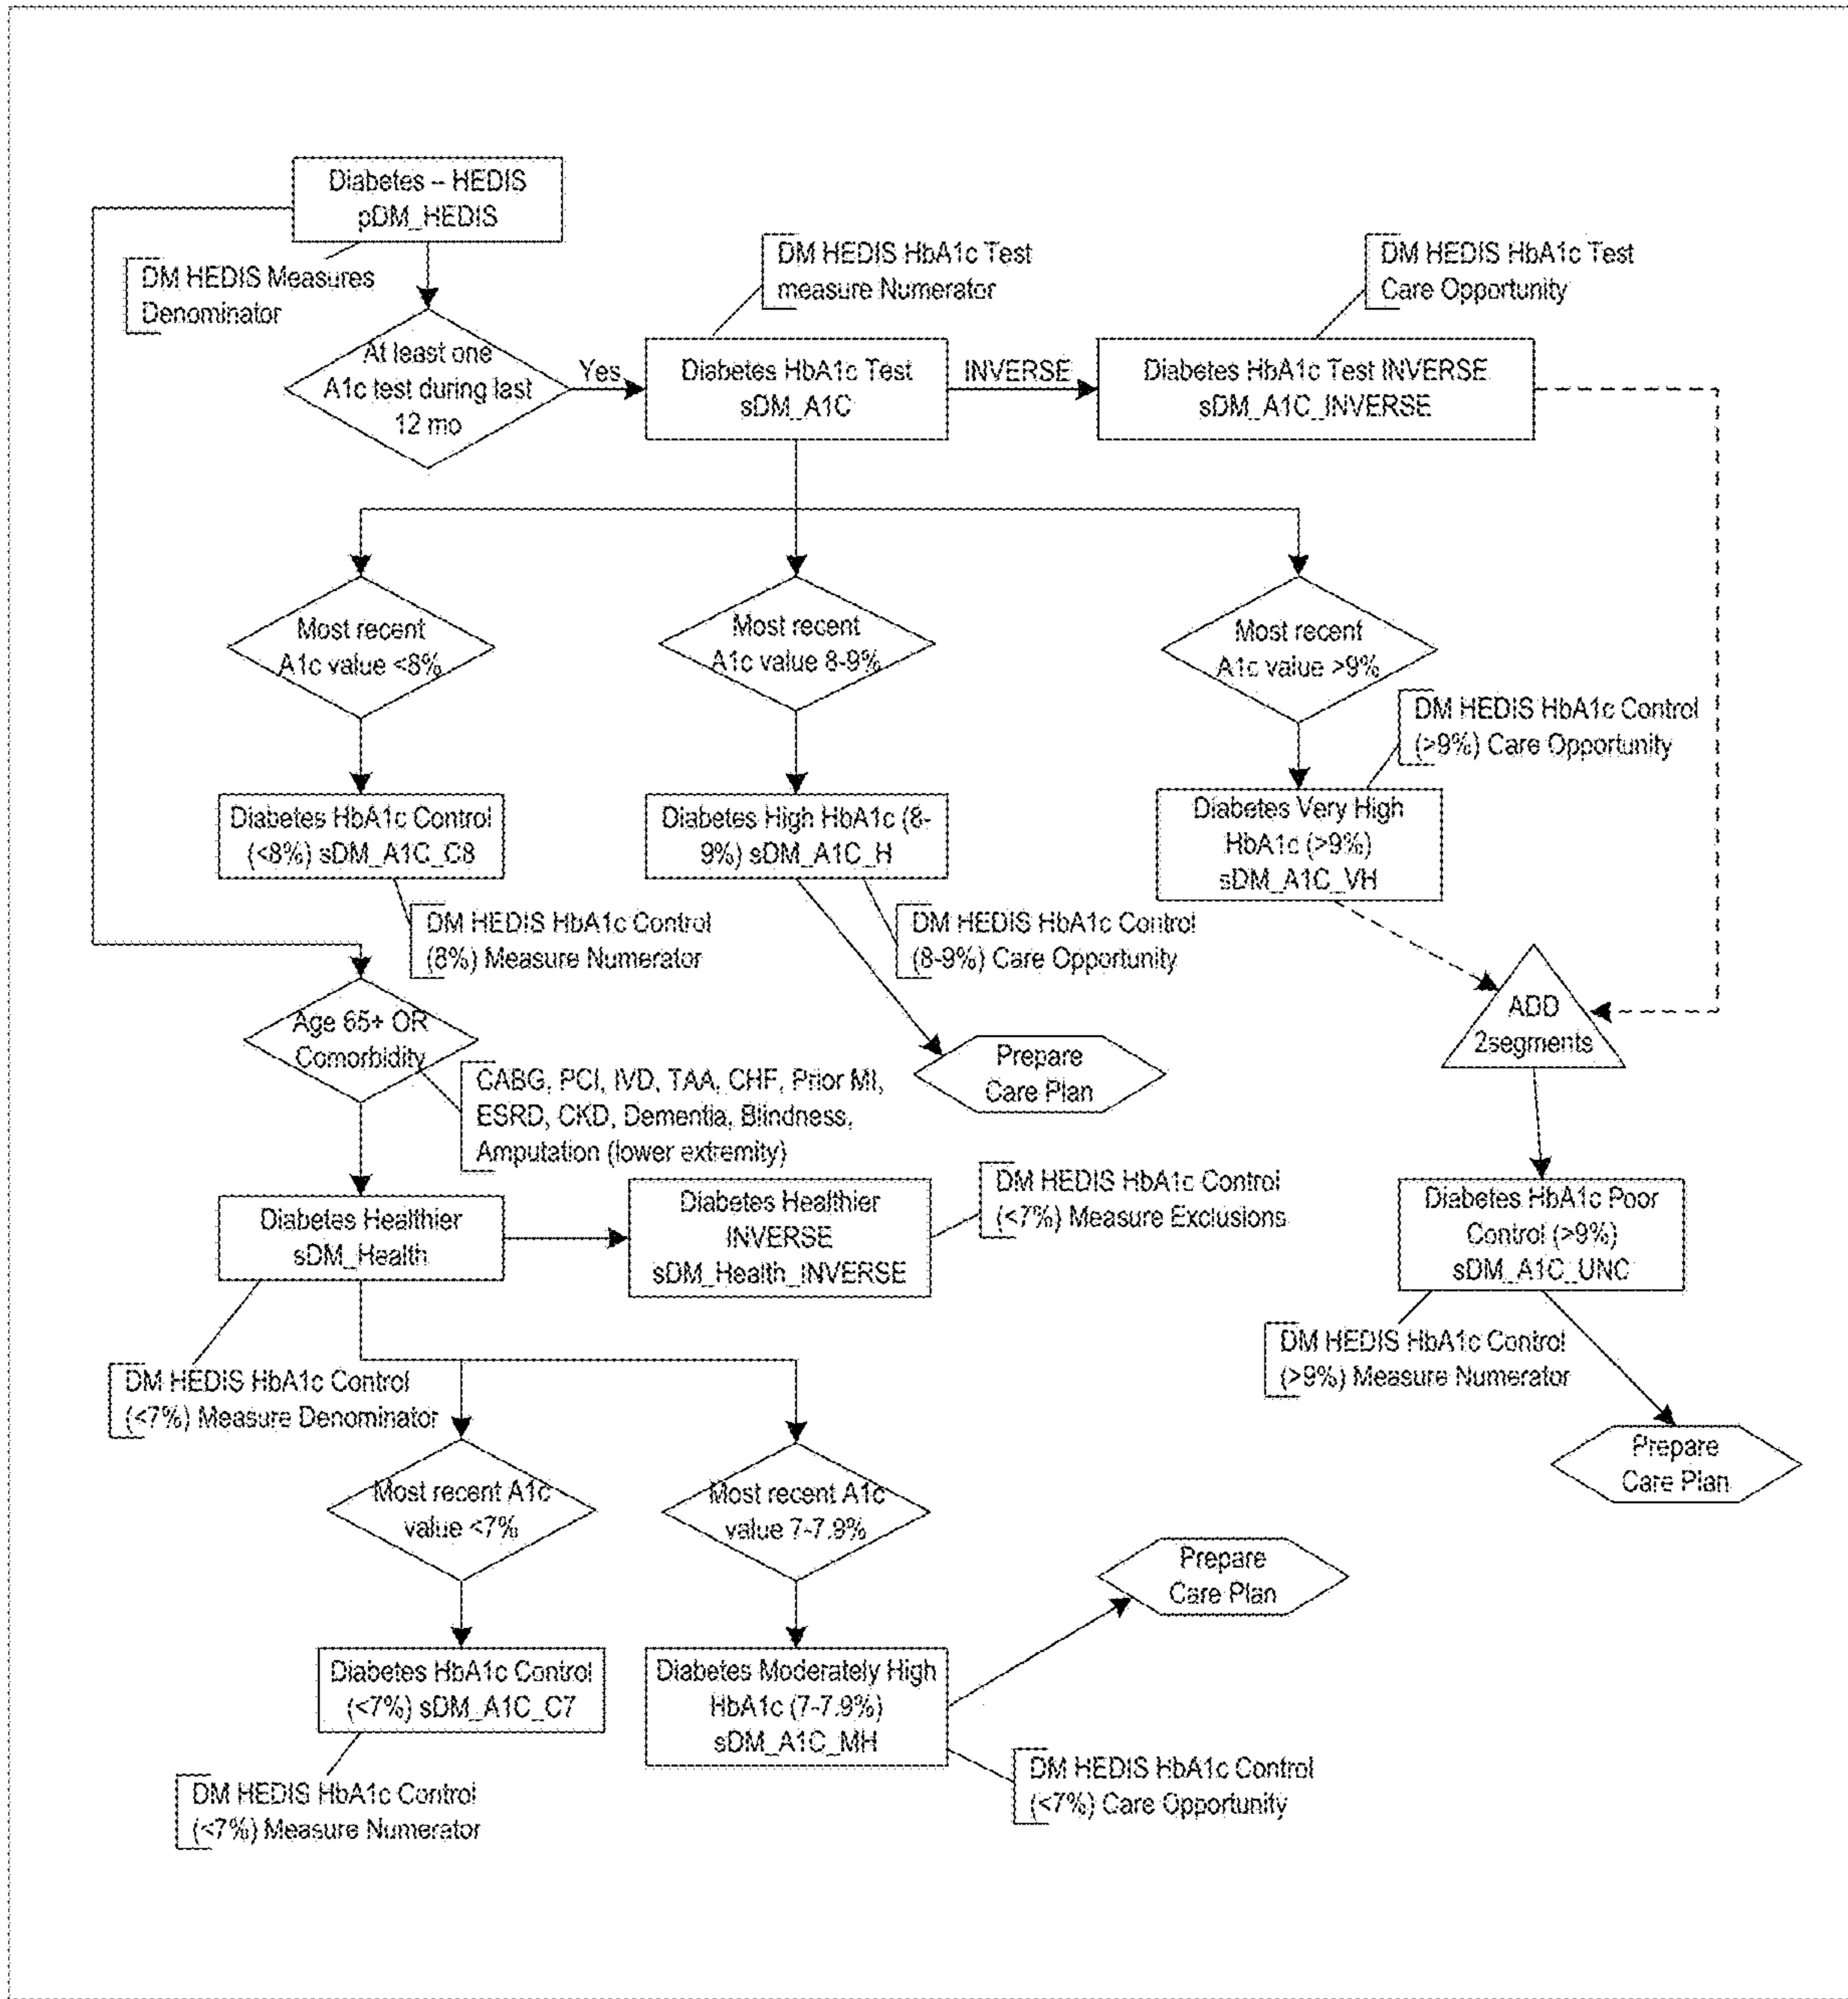 Diabetes – HEDIS
pDM_HEDIS
DM HEDIS Measures
Denominator
DM HEDIS HbA1c Test
measure Numerator
DM HEDIS HbA1c Test
Care Opportunity
At least one
A1c test during last
12 mo
Yes
Diabetes HbA1c Test
sDM_A1C
INVERSE
Diabetes HbA1c Test INVERSE
sDM_A1C_INVERSE
Most recent
A1c value <8%
Most recent
A1c value 8-9%
Most recent
A1c value >9%
DM HEDIS HbA1c Control
(>9%) Care Opportunity
Diabetes HbA1c Control
(<8%) sDM_A1C_C8
Diabetes High HbA1c (8-
9%) sDM_A1C_H
Diabetes Very High
HbA1c (>9%)
sDM_A1C_VH
DM HEDIS HbA1c Control
(8%) Measure Numerator
DM HEDIS HbA1c Control
(8-9%) Care Opportunity
Age 65+ OR
Comorbidity
CABG, PCI, IVD, TAA, CHF, Prior MI,
ESRD, CKD, Dementia, Blindness,
Amputation (lower extremity)
Prepare
Care Plan
ADD
2segments
Diabetes Healthier
sDM_Health
Diabetes Healthier
INVERSE
sDM_Health_INVERSE
DM HEDIS HbA1c Control
(<7%) Measure Exclusions
Diabetes HbA1c Poor
Control (>9%)
sDM_A1C_UNC
DM HEDIS HbA1c Control
(<7%) Measure Denominator
DM HEDIS HbA1c Control
(>9%) Measure Numerator
Prepare
Care Plan
Most recent A1c
value <7%
Most recent A1c
value 7-7.9%
Prepare
Care Plan
Diabetes HbA1c Control
(<7%) sDM_A1C_C7
Diabetes Moderately High
HbA1c (7-7.9%)
sDM_A1C_MH
DM HEDIS HbA1c Control
(<7%) Measure Numerator
DM HEDIS HbA1c Control
(<7%) Care Opportunity